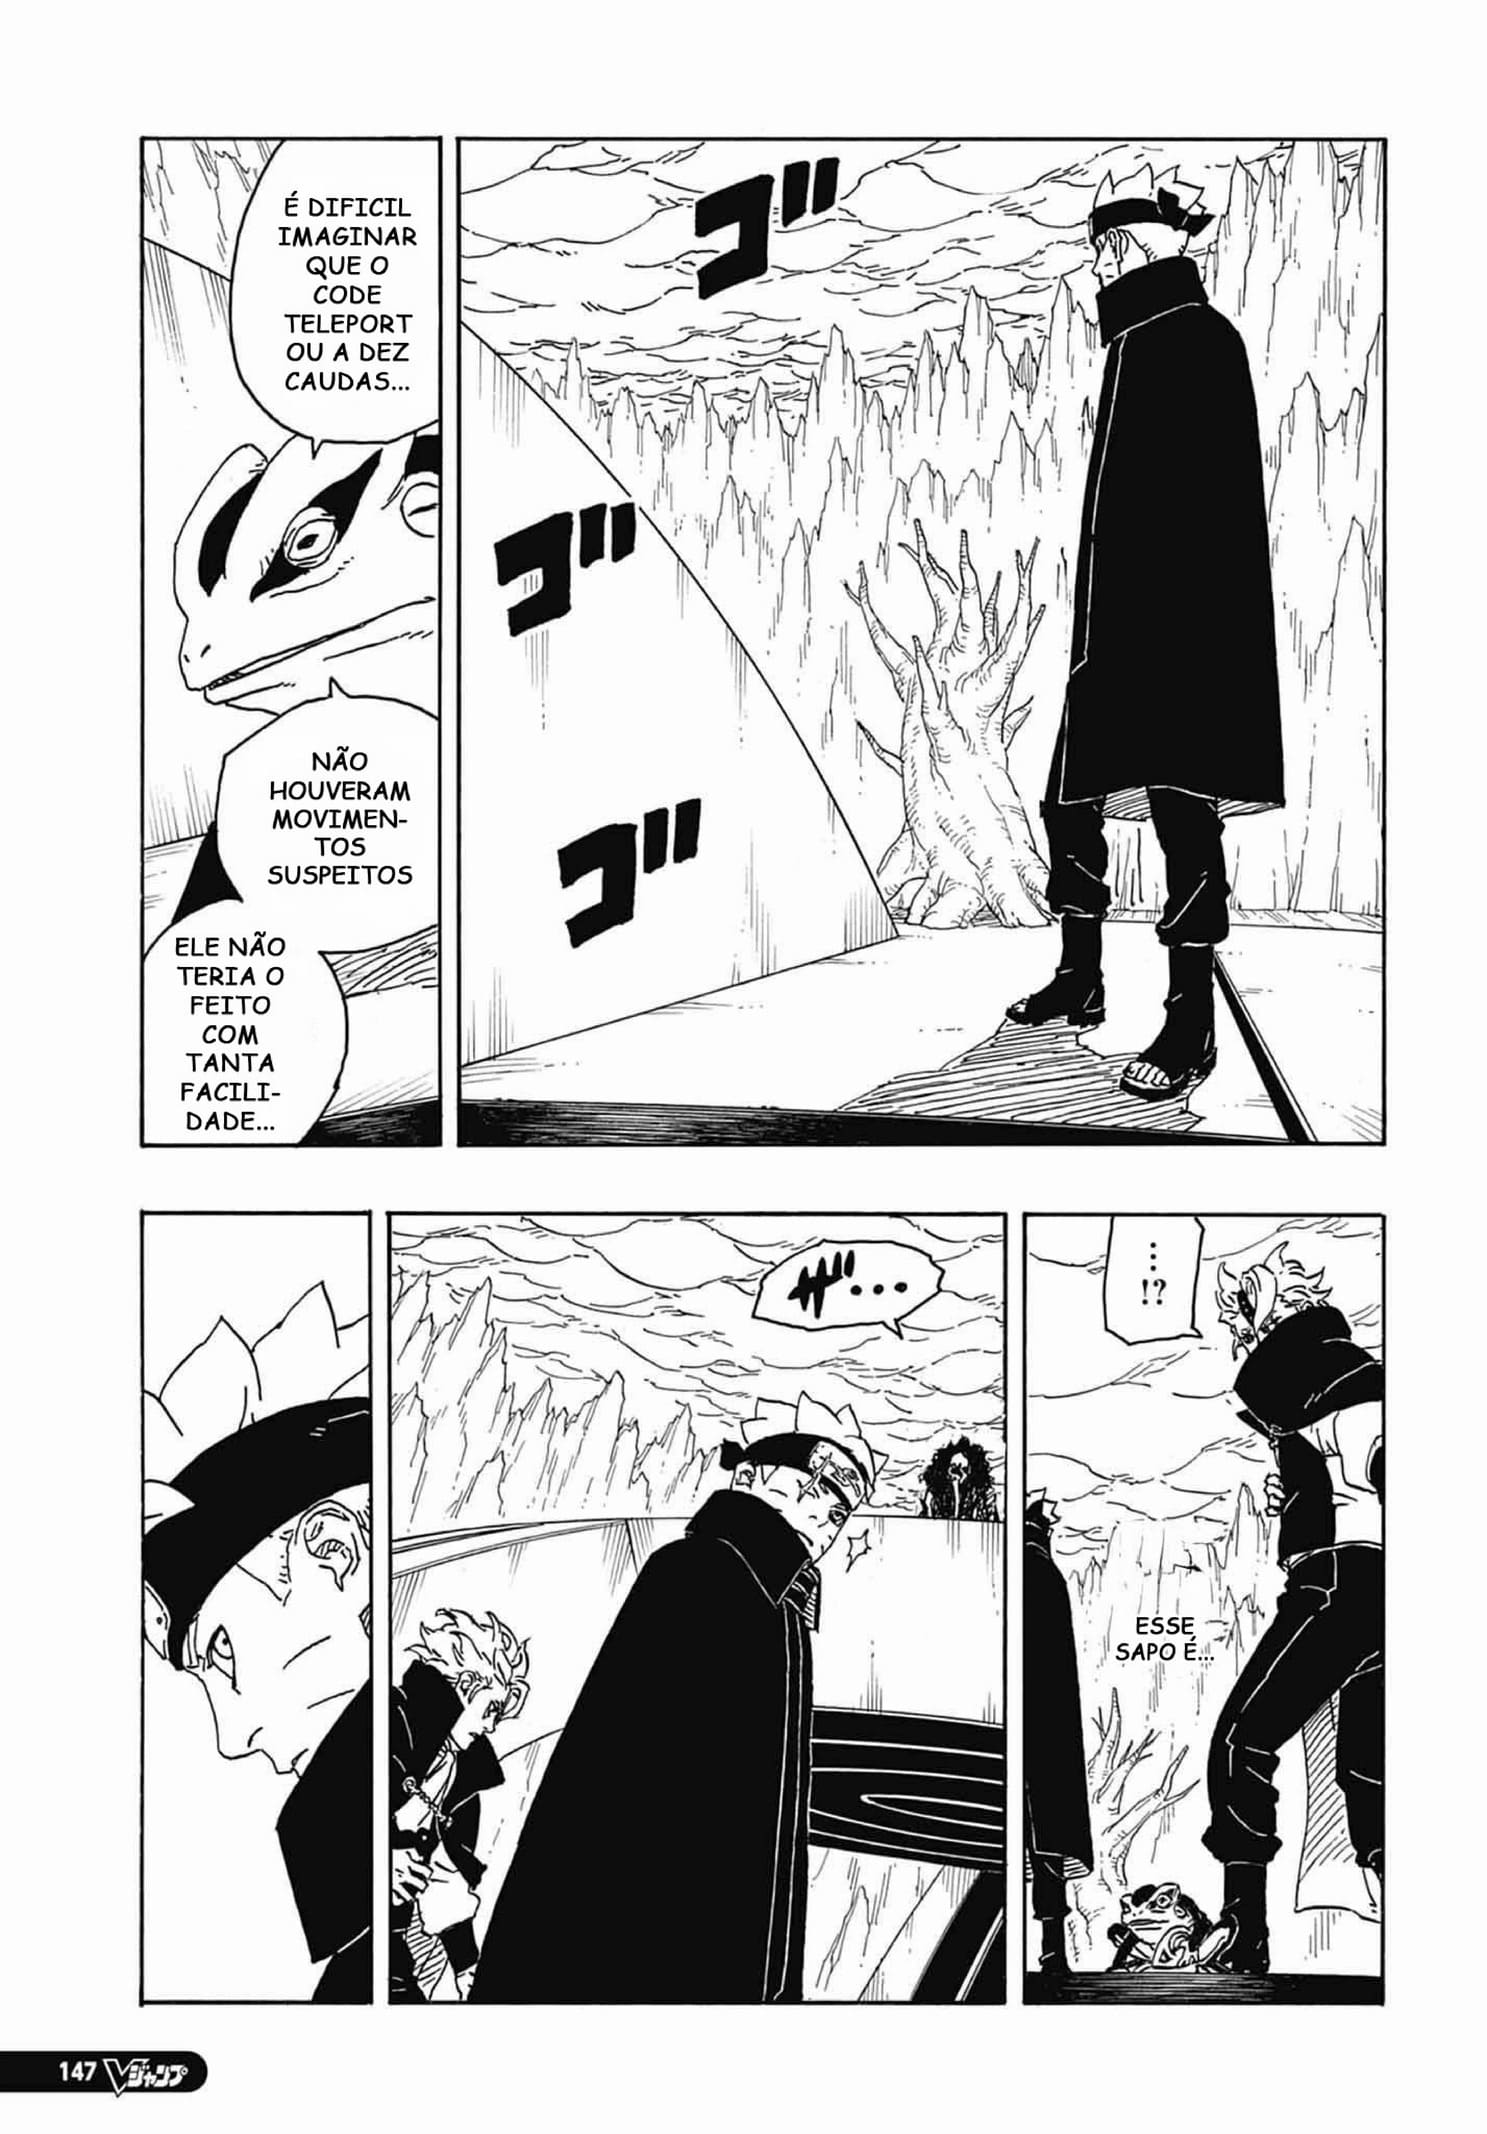 ゴ"
ゴ"
ゴ"
É DIFICIL
IMAGINAR
QUE O
CODE
TELEPORT
OU A DEZ
CAUDAS...
NÃO
HOUVERAM
MOVIMEN-
TOS
SUSPEITOS
ELE NÃO
TERIA O
FEITO
COM
TANTA
FACILI-
DADE...
...
!?
ESSE
SAPO É...
ザ...
147 Vジャンプ